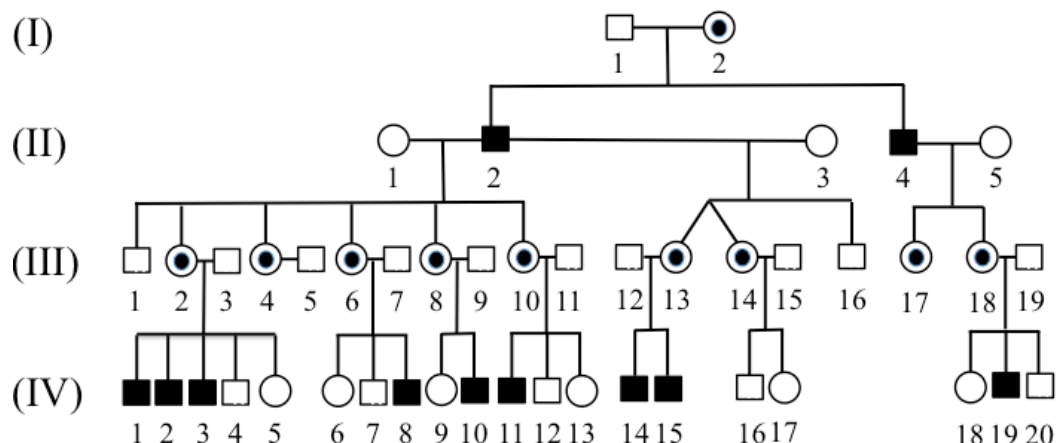 (I)
1 2
(II)
1 2 3 4 5
(III)
1 2 3 4 5 6 7 8 9 10 11 12 13 14 15 16 17 18 19
(IV)
1 2 3 4 5 6 7 8 9 10 11 12 13 14 15 16 17 18 19 20